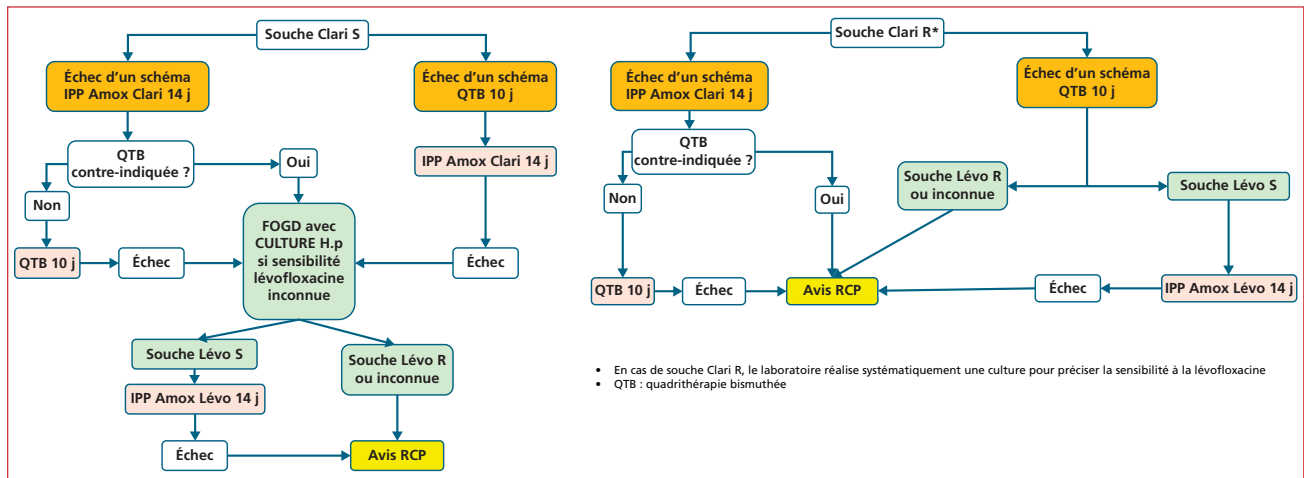 Souche Clari S
Échec d'un schéma
IPP Amox Clari 14 j
Échec d'un schéma
QTB 10 j
QTB
contre-indiquée ?
Oui
IPP Amox Clari 14 j
Non
FOGD avec
CULTURE H.p
si sensibilité
lévofloxacine
inconnue
QTB 10 j
Échec
Échec
Souche Lévo S
Souche Lévo R
ou inconnue
IPP Amox Lévo 14 j
Échec
Avis RCP
Souche Clari R*
Échec d'un schéma
IPP Amox Clari 14 j
Échec d'un schéma
QTB 10 j
QTB
contre-indiquée ?
Souche Lévo R
ou inconnue
Souche Lévo S
Non
Oui
QTB 10 j
Échec
Avis RCP
Échec
IPP Amox Lévo 14 j
• En cas de souche Clari R, le laboratoire réalise systématiquement une culture pour préciser la sensibilité à la lévofloxacine
• QTB : quadrithérapie bismuthée